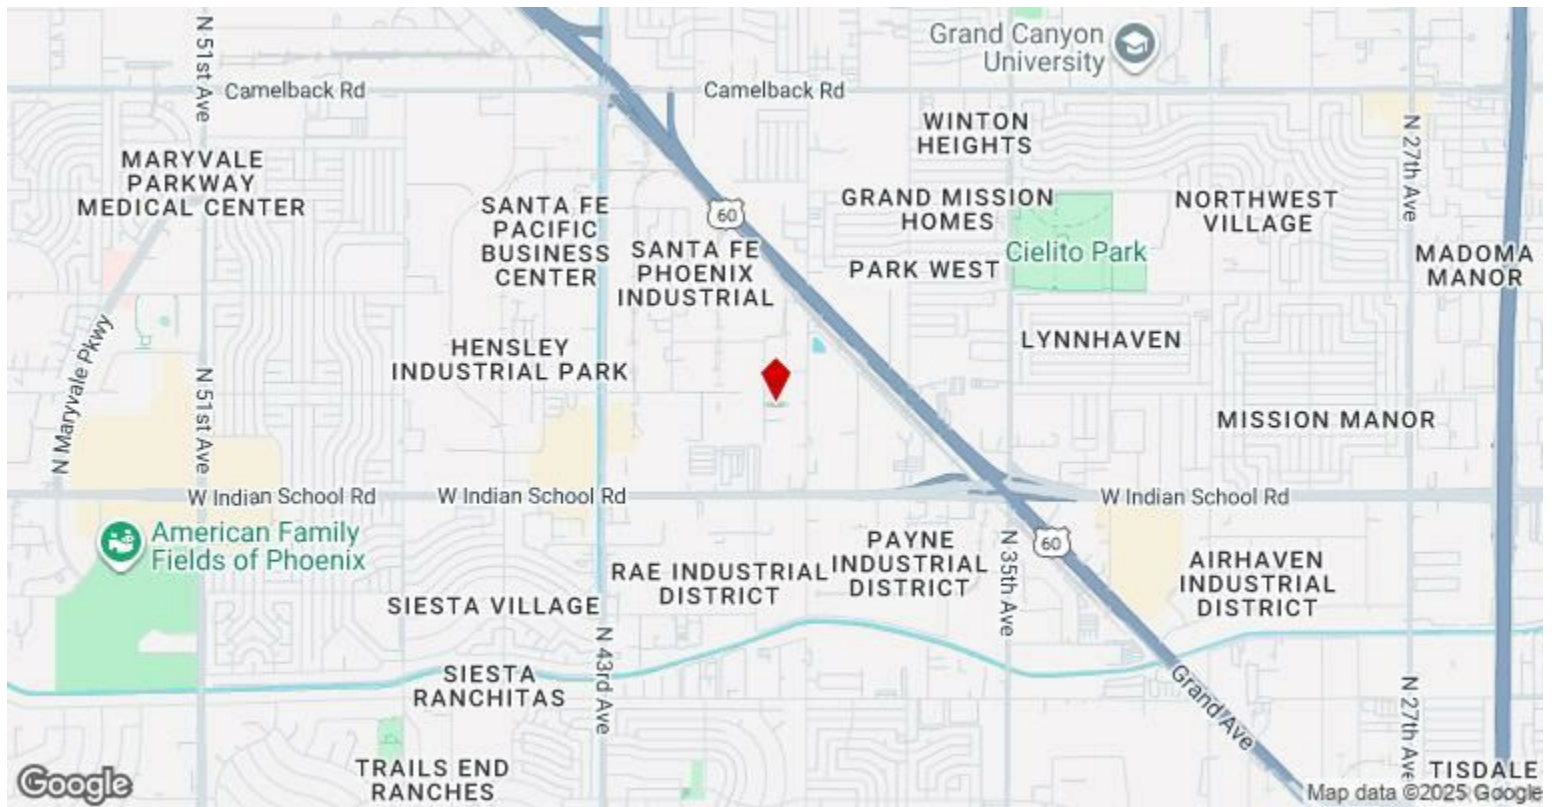 N 51st Ave
Grand Canyon
University
Camelback Rd
Camelback Rd
WINTON
HEIGHTS
N 27th Ave
MARYVALE
PARKWAY
MEDICAL CENTER
SANTA FE
PACIFIC
BUSINESS
CENTER
60
GRAND MISSION
HOMES
NORTHWEST
VILLAGE
SANTA FE
PHOENIX
INDUSTRIAL
PARK WEST
Cielito Park
MADOMA
MANOR
N Maryvale Pkwy
HENSLEY
INDUSTRIAL PARK
LYNNHAVEN
N 51st Ave
MISSION MANOR
W Indian School Rd
W Indian School Rd
W Indian School Rd
American Family
Fields of Phoenix
60
PAYNE
INDUSTRIAL
DISTRICT
N 35th Ave
RAE INDUSTRIAL
DISTRICT
AIRHAVEN
INDUSTRIAL
DISTRICT
SIESTA VILLAGE
N 43rd Ave
SIESTA
RANCHITAS
Grand Ave
N 27th Ave
TRAILS END
RANCHES
TISDALE
Google
Map data ©2025 Google